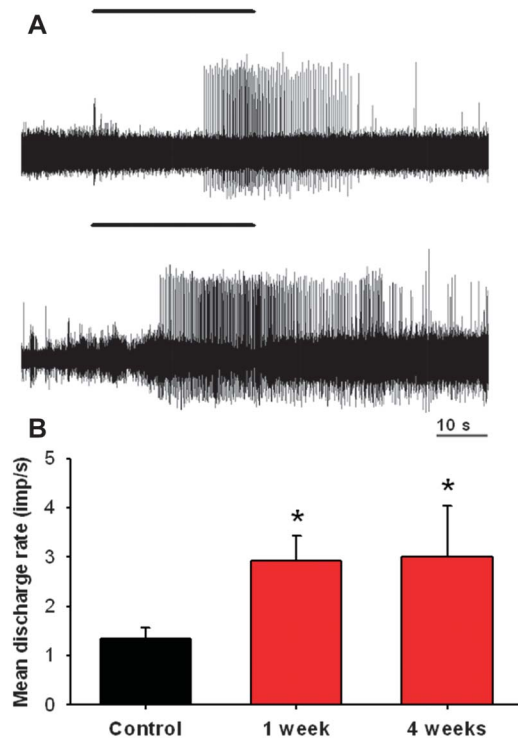 A
10 s
B
Mean discharge rate (imp/s)
5
4
3
2
1
0
*
*
Control
1 week
4 weeks